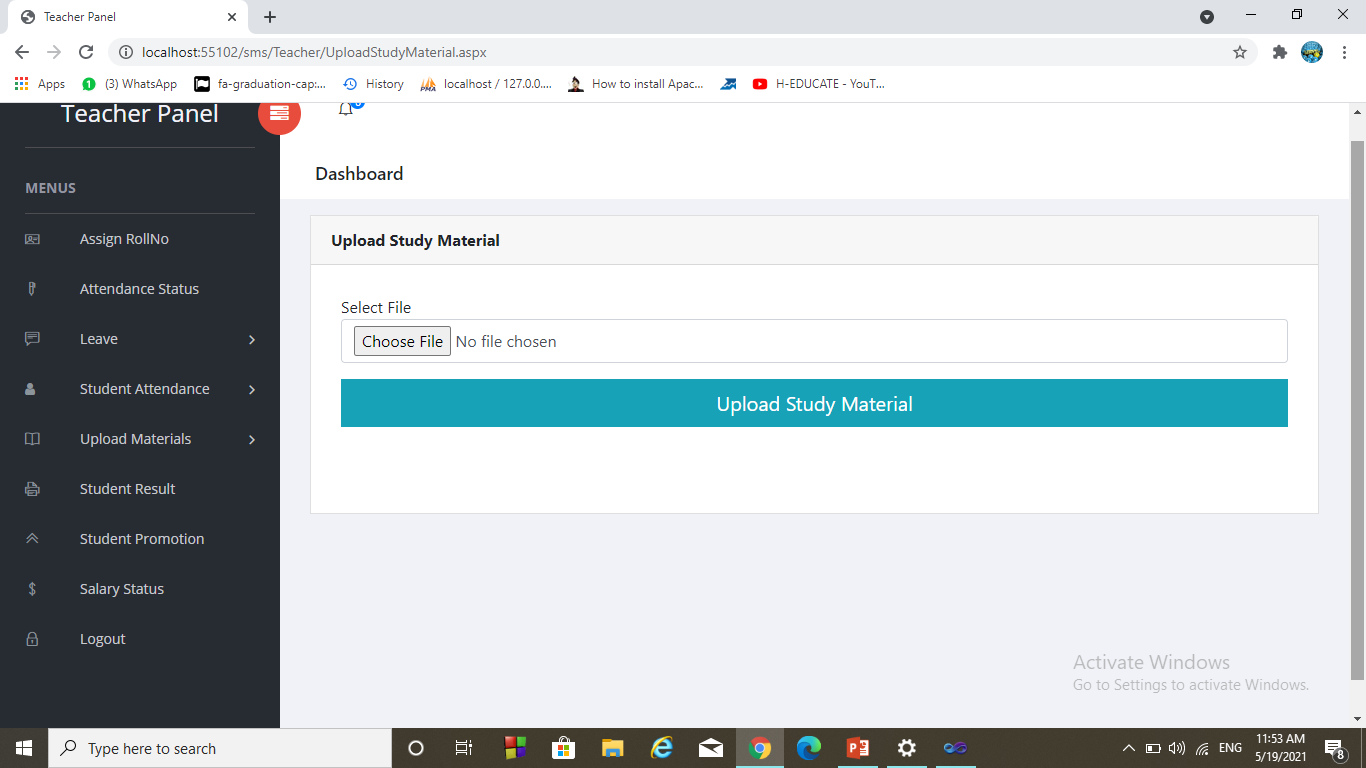 Teacher Panel
localhost:55102/sms/Teacher/UploadStudyMaterial.aspx
Apps
1
(3) WhatsApp
fa-graduation-cap:...
History
PMA
localhost / 127.0.0....
How to install Apac...
H-EDUCATE - YouT...
Teacher Panel
Dashboard
MENUS
Assign RollNo
Attendance Status
Leave
Student Attendance
Upload Materials
Student Result
Student Promotion
Salary Status
Logout
Upload Study Material
Select File
Choose File No file chosen
Upload Study Material
Activate Windows
Go to Settings to activate Windows.
Type here to search
ENG
11:53 AM
5/19/2021
8